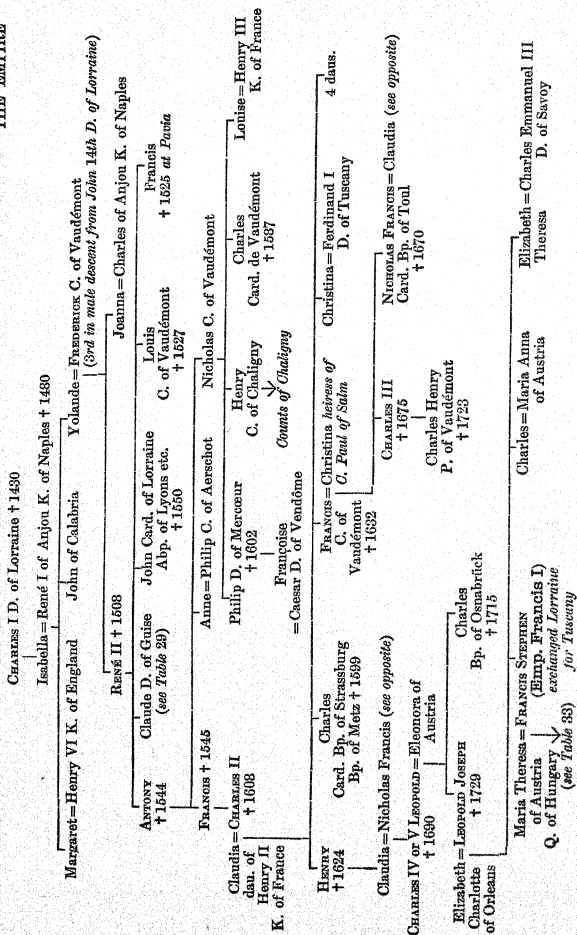 THE EMPIRE
CHARLES I D. of Lorraine † 1430
Isabella=René I of Anjou K. of Naples † 1480
Margaret=Henry VI K. of England
John of Calabria
Yolande=FREDERICK C. of Vaudémont
(3rd in male descent from John 14th D. of Lorraine)
RENÉ II † 1508
Joanna=Charles of Anjou K. of Naples
ANTONY
† 1544
Claude D. of Guise
(see Table 29)
John Card. of Lorraine
Abp. of Lyons etc.
† 1550
Louis
C. of Vaudémont
† 1527
Francis
† 1525 at Pavia
FRANCIS † 1545
Anne=Philip C. of Aerschot
Nicholas C. of Vaudémont
Claudia=CHARLES II
dau. of † 1608
Henry II
K. of France
Philip D. of Mercœur
† 1602
Françoise
=Caesar D. of Vendôme
Henry
C. of Chaligny
Counts of Chaligny
Charles
Card. de Vaudémont
† 1587
Louise=Henry III
K. of France
HENRY
† 1624
Charles
Card. Bp. of Strassburg
Bp. of Metz † 1599
FRANCIS=Christina heiress of
C. of C. Paul of Salm
Vaudémont
† 1632
Christina=Ferdinand I
D. of Tuscany
4 daus.
Claudia=Nicholas Francis (see opposite)
CHARLES III
† 1675
NICHOLAS FRANCIS=Claudia (see opposite)
Card. Bp. of Toul
† 1670
CHARLES IV or V LEOPOLD=Eleonora of
† 1690 Austria
Charles Henry
P. of Vaudémont
† 1723
Elizabeth=LEOPOLD JOSEPH
Charlotte † 1729
of Orleans
Charles
Bp. of Osnabrück
† 1715
Maria Theresa=FRANCIS STEPHEN
of Austria (Emp. Francis I)
Q. of Hungary exchanged Lorraine
(see Table 33) for Tuscany
Charles=Maria Anna
of Austria
Elizabeth=Charles Emmanuel III
Theresa D. of Savoy